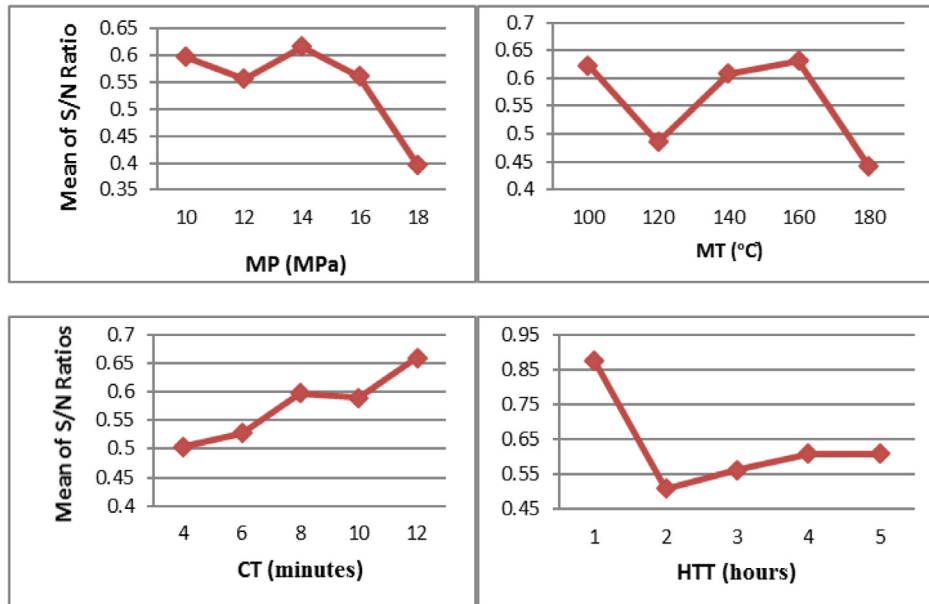 Mean of S/N Ratio
0.65
0.6
0.55
0.5
0.45
0.4
0.35
10 12 14 16 18
MP (MPa)
0.7
0.65
0.6
0.55
0.5
0.45
0.4
100 120 140 160 180
MT (°C)
Mean of S/N Ratios
0.7
0.65
0.6
0.55
0.5
0.45
0.4
4 6 8 10 12
CT (minutes)
0.95
0.85
0.75
0.65
0.55
0.45
1 2 3 4 5
HTT (hours)